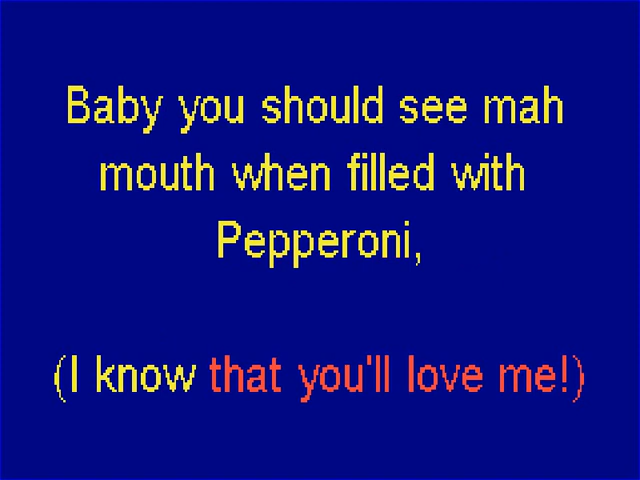 Baby you should see mah
mouth when filled with
Pepperoni,
(I know that you'll love me!)